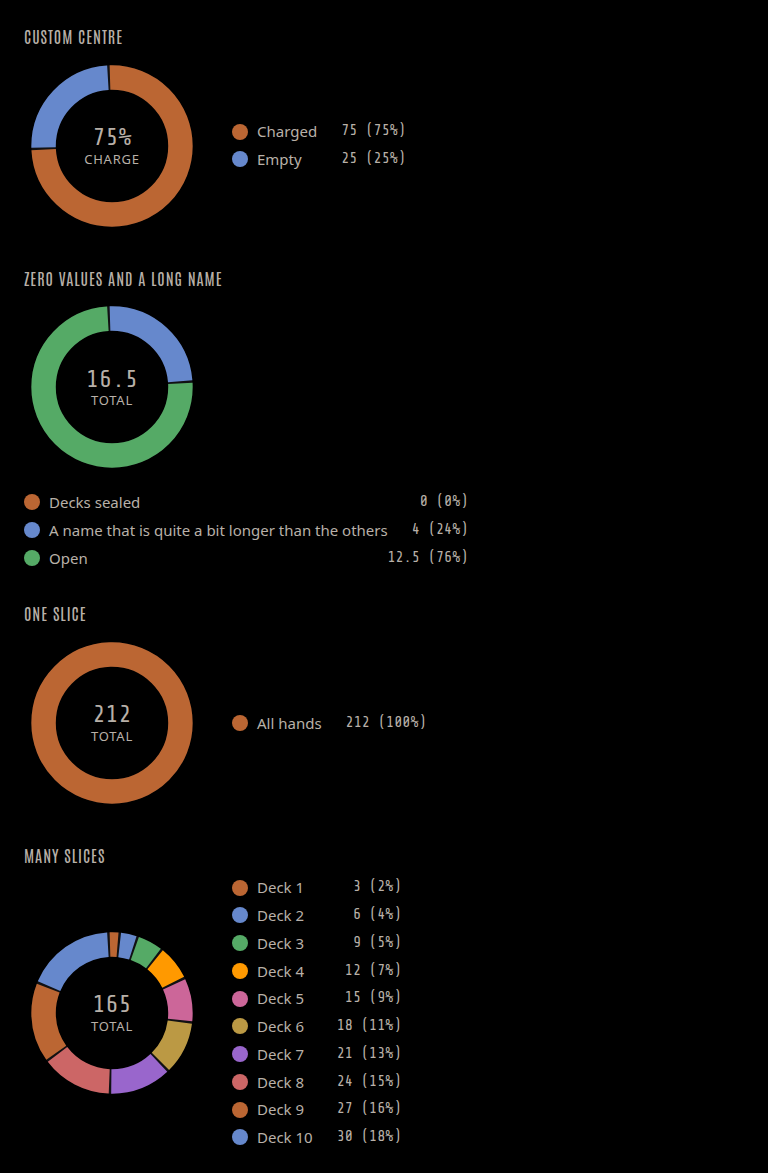 CUSTOM CENTRE
75%
CHARGE
Charged 75 (75%)
Empty 25 (25%)
ZERO VALUES AND A LONG NAME
16.5
TOTAL
Decks sealed 0 (0%)
A name that is quite a bit longer than the others 4 (24%)
Open 12.5 (76%)
ONE SLICE
212
TOTAL
All hands 212 (100%)
MANY SLICES
165
TOTAL
Deck 1 3 (2%)
Deck 2 6 (4%)
Deck 3 9 (5%)
Deck 4 12 (7%)
Deck 5 15 (9%)
Deck 6 18 (11%)
Deck 7 21 (13%)
Deck 8 24 (15%)
Deck 9 27 (16%)
Deck 10 30 (18%)